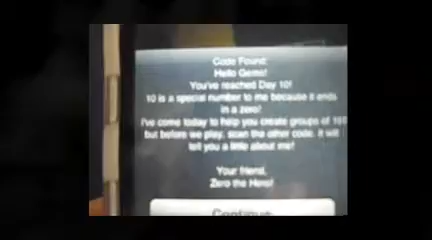 Code Found:
Hello Gems!
You've reached Day 10!
10 is a special number to me because it ends
in a zero!
I've come today to help you create groups of 10!
but before we play, scan the other code. It will
tell you a little about me!
Your friend,
Zero the Hero!
Continue